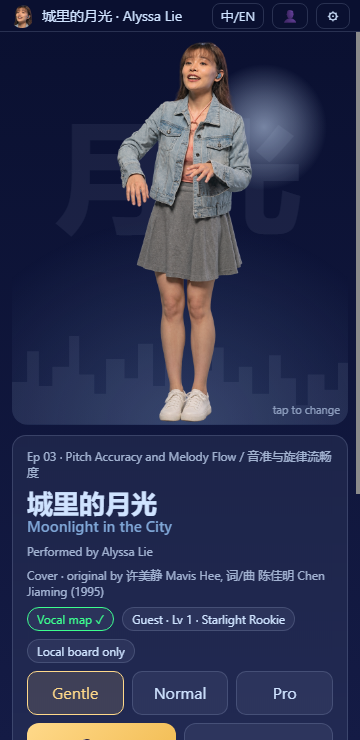 城里的月光 · Alyssa Lie
中/EN
月光
tap to change
Ep 03 · Pitch Accuracy and Melody Flow / 音准与旋律流畅
度
城里的月光
Moonlight in the City
Performed by Alyssa Lie
Cover · original by 许美静 Mavis Hee, 词/曲 陈佳明 Chen
Jiaming (1995)
Vocal map ✓
Guest · Lv 1 · Starlight Rookie
Local board only
Gentle
Normal
Pro